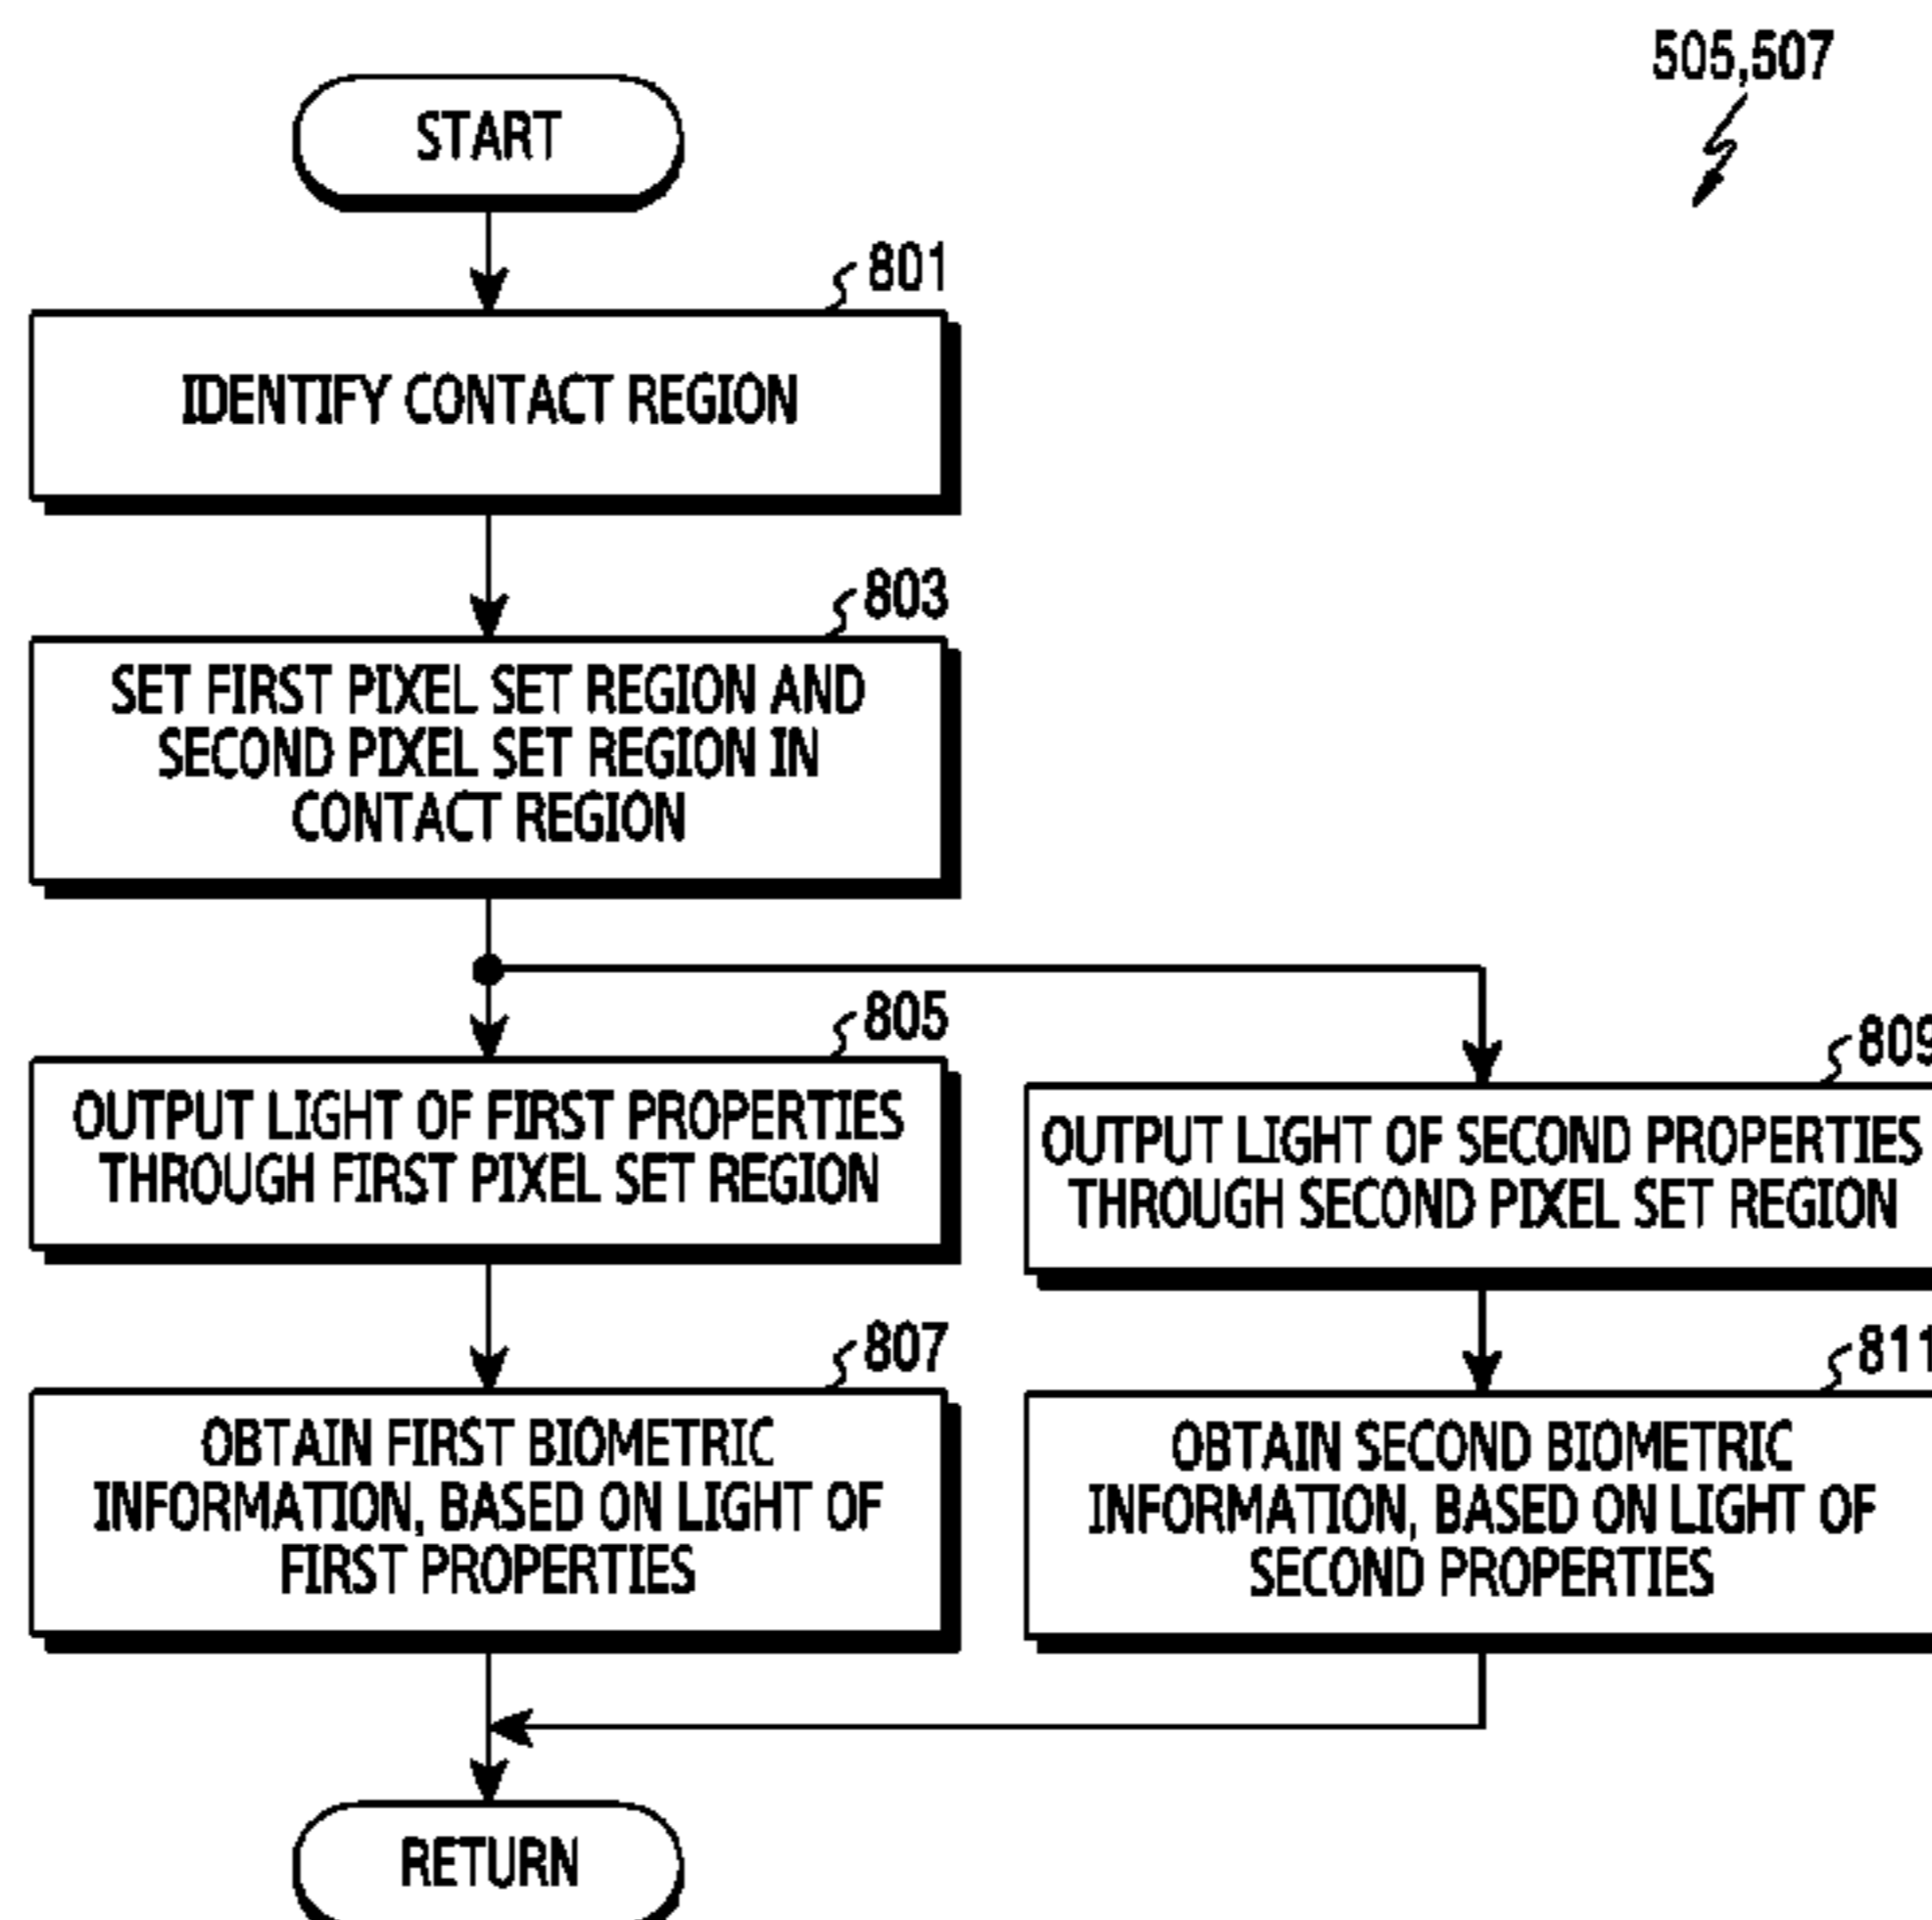 505,507
START
801
IDENTIFY CONTACT REGION
803
SET FIRST PIXEL SET REGION AND
SECOND PIXEL SET REGION IN
CONTACT REGION
805
OUTPUT LIGHT OF FIRST PROPERTIES
THROUGH FIRST PIXEL SET REGION
809
OUTPUT LIGHT OF SECOND PROPERTIES
THROUGH SECOND PIXEL SET REGION
807
OBTAIN FIRST BIOMETRIC
INFORMATION, BASED ON LIGHT OF
FIRST PROPERTIES
811
OBTAIN SECOND BIOMETRIC
INFORMATION, BASED ON LIGHT OF
SECOND PROPERTIES
RETURN